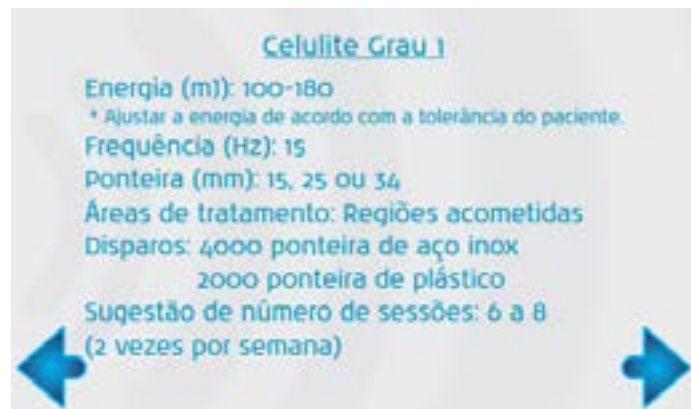 Celulite Grau 1
Energia (mJ): 100-180
* Ajustar a energia de acordo com a tolerância do paciente.
Frequência (Hz): 15
Ponteira (mm): 15, 25 ou 34
Áreas de tratamento: Regiões acometidas
Disparos: 4000 ponteira de aço inox
2000 ponteira de plástico
Sugestão de número de sessões: 6 a 8
(2 vezes por semana)